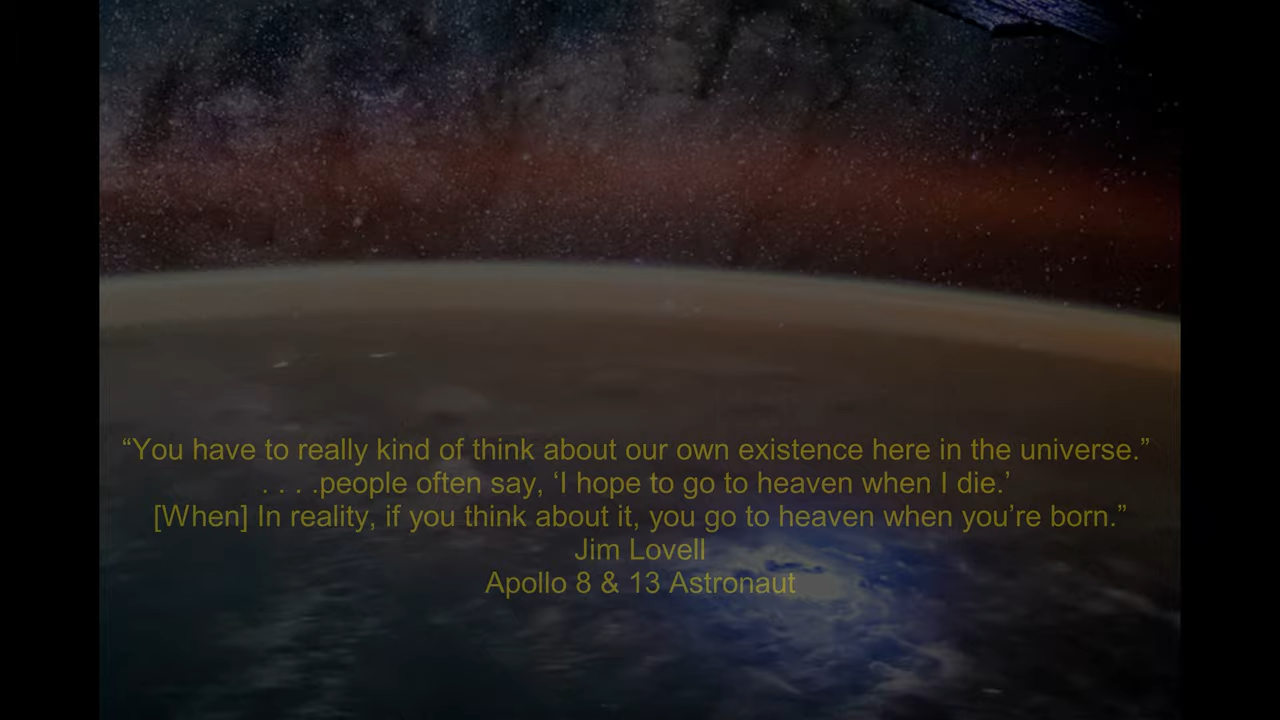 “You have to really kind of think about our own existence here in the universe.”
. . . .people often say, ‘I hope to go to heaven when I die.’
[When] In reality, if you think about it, you go to heaven when you’re born.”
Jim Lovell
Apollo 8 & 13 Astronaut